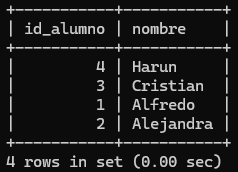 +-----------+-----------+
| id_alumno | nombre    |
+-----------+-----------+
|         4 | Harun     |
|         3 | Cristian  |
|         1 | Alfredo   |
|         2 | Alejandra |
+-----------+-----------+
4 rows in set (0.00 sec)